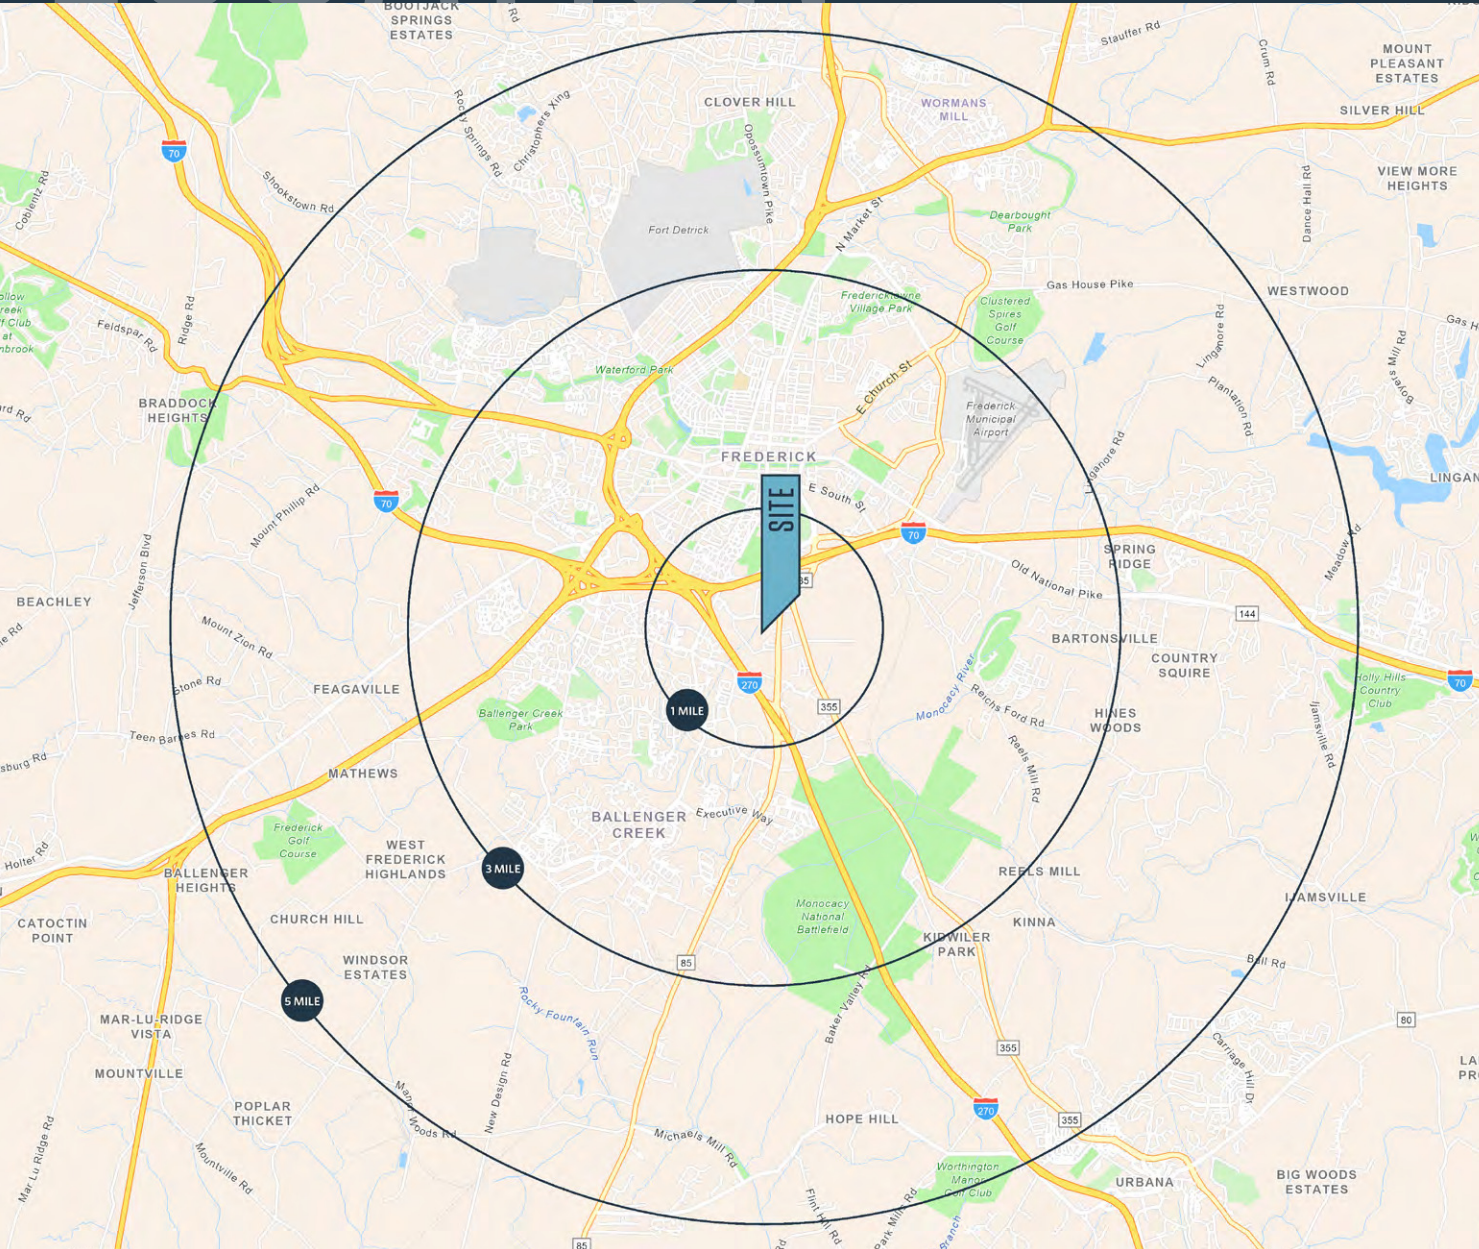 BOOTJACK
SPRINGS
ESTATES
Stauffer Rd
Crum Rd
MOUNT
PLEASANT
ESTATES
SILVER HILL
CLOVER HILL
WORMANS
MILL
Rocky Springs Rd
Christophers Xing
Opossumtown Pike
70
Coblentz Rd
Shookstown Rd
VIEW MORE
HEIGHTS
Dance Hall Rd
Fort Detrick
N Market St
Dearbought
Park
Gas House Pike
WESTWOOD
Fredericktowne
Village Park
Clustered
Spires
Golf
Course
Ridge Rd
Feldspar Rd
Linganore Rd
Boyers Mill Rd
Waterford Park
E Church St
Plantation Rd
BRADDOCK
HEIGHTS
Frederick
Municipal
Airport
FREDERICK
Linganore Rd
SITE
E South St
70
Mount Phillip Rd
70
Meadow Rd
SPRING
RIDGE
Jefferson Blvd
Old National Pike
BEACHLEY
144
Mount Zion Rd
BARTONSVILLE
COUNTRY
SQUIRE
Monocacy River
Stone Rd
FEAGAVILLE
270
70
Holly Hills
Country
Club
Reichs Ford Rd
1 MILE
355
Ballenger Creek
Park
HINES
WOODS
Ijamsville Rd
Teen Barnes Rd
MATHEWS
Reels Mill Rd
BALLENGER
CREEK
Executive Way
Frederick
Golf
Course
WEST
FREDERICK
HIGHLANDS
Holter Rd
3 MILE
REELS MILL
BALLENGER
HEIGHTS
IJAMSVILLE
Monocacy
National
Battlefield
CATOCTIN
POINT
CHURCH HILL
KINNA
KIDWILER
PARK
WINDSOR
ESTATES
85
Ball Rd
5 MILE
Rocky Fountain Run
Baker Valley Rd
MAR-LU-RIDGE
VISTA
80
355
Carriage Hill Dr
MOUNTVILLE
New Design Rd
Manor Woods Rd
POPLAR
THICKET
270
HOPE HILL
355
Michaels Mill Rd
Mar Lu Ridge Rd
Mountville Rd
Worthington
Manor
Golf Club
URBANA
BIG WOODS
ESTATES
Flint Hill Rd
Park Mills Rd
Branch
85